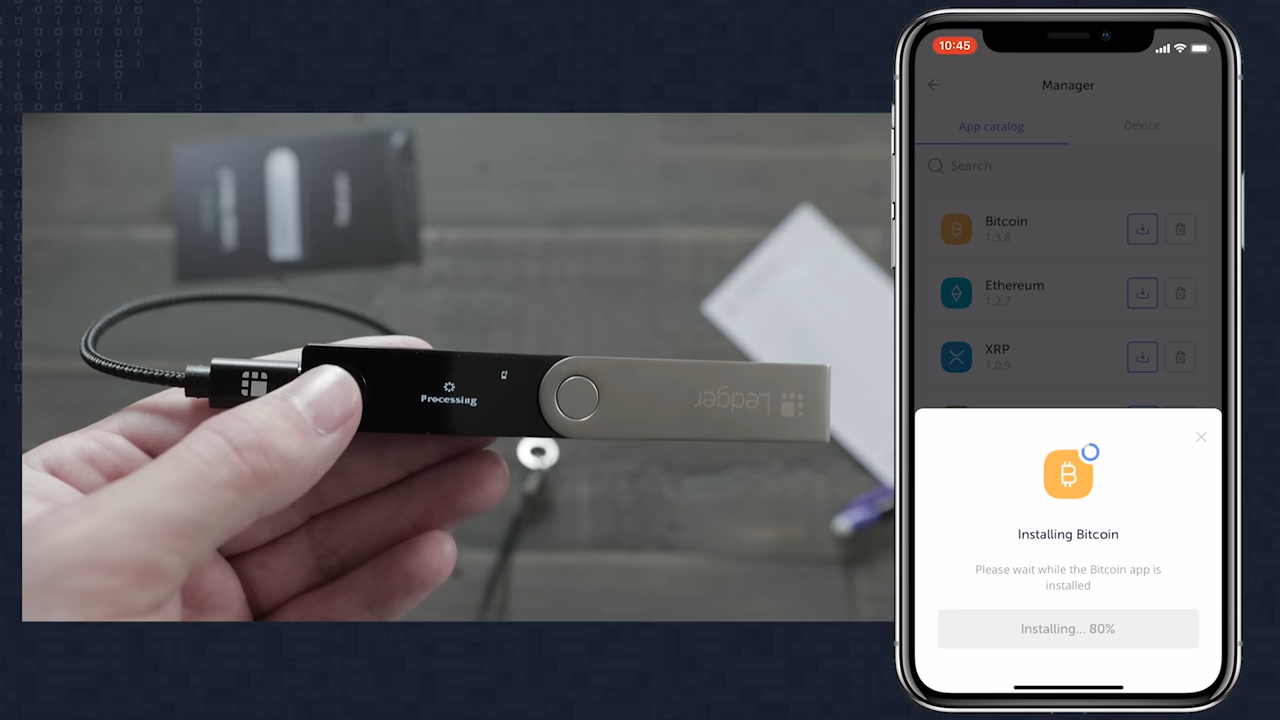 Processing
Ledger
10:45
Manager
App catalog
Device
Search
Bitcoin
1.3.8
Ethereum
1.2.7
XRP
1.0.9
Installing Bitcoin
Please wait while the Bitcoin app is
installed
Installing... 80%